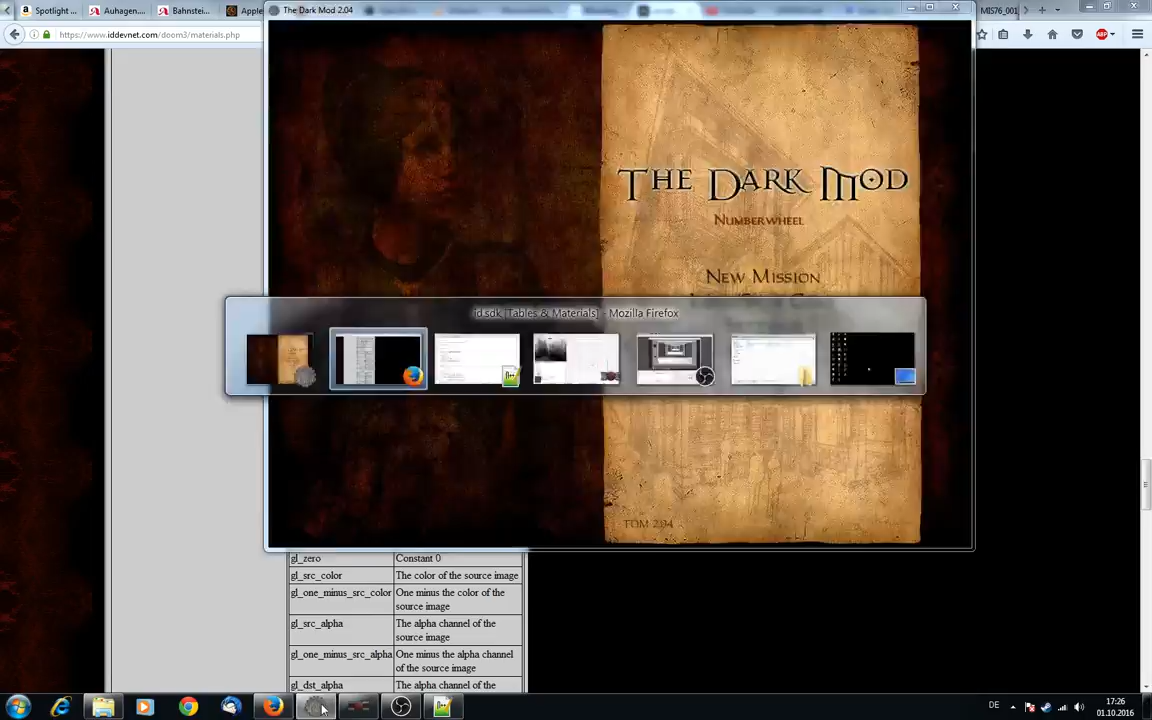 Spotlight ...
Auhagen....
Bahnstein...
Apple
The Dark Mod 2.04
MIS76_001
https://www.iddevnet.com/doom3/materials.php
ABP
THE DARK MOD
NUMBERWHEEL
NEW MISSION
id.sdk [Tables & Materials] - Mozilla Firefox
TDM 2.04
gl_zero Constant 0
gl_src_color The color of the source image
gl_one_minus_src_color One minus the color of the
source image
gl_src_alpha The alpha channel of the
source image
gl_one_minus_src_alpha One minus the alpha channel
of the source image
gl_dst_alpha The alpha channel of the
DE
17:26
01.10.2016